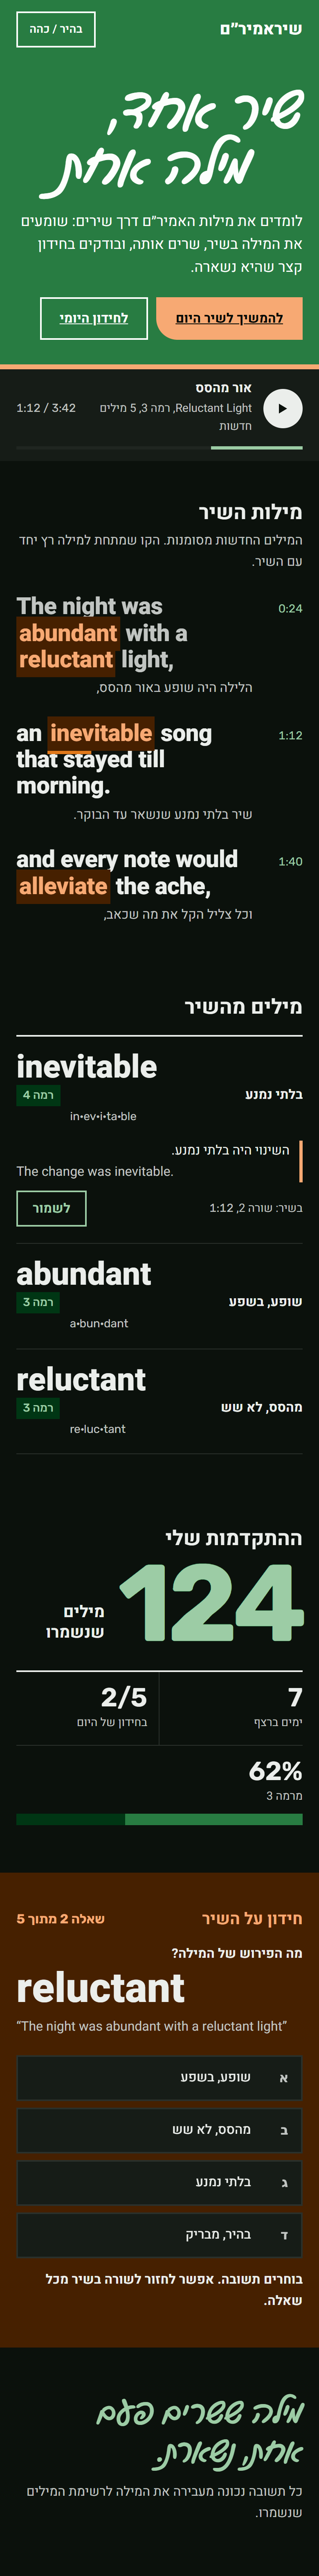 שיראמיר״ם
בהיר / כהה
שיר אחד,
מילה אחת
לומדים את מילות האמיר״ם דרך שירים: שומעים
את המילה בשיר, שרים אותה, ובודקים בחידון
קצר שהיא נשארה.
להמשיך לשיר היום
לחידון היומי
אור מהסס
Reluctant Light, רמה 3, 5 מילים
חדשות
1:12 / 3:42
מילות השיר
המילים החדשות מסומנות. הקו שמתחת למילה רץ יחד
עם השיר.
0:24
The night was
abundant with a
reluctant light,
הלילה היה שופע באור מהסס,
1:12
an inevitable song
that stayed till
morning.
שיר בלתי נמנע שנשאר עד הבוקר.
1:40
and every note would
alleviate the ache,
וכל צליל הקל את מה שכאב,
מילים מהשיר
inevitable
רמה 4
בלתי נמנע
in•ev•i•ta•ble
השינוי היה בלתי נמנע.
The change was inevitable.
בשיר: שורה 2, 1:12
לשמור
abundant
רמה 3
שופע, בשפע
a•bun•dant
reluctant
רמה 3
מהסס, לא שש
re•luc•tant
ההתקדמות שלי
124
מילים
שנשמרו
7
ימים ברצף
2/5
בחידון של היום
62%
מרמה 3
חידון על השיר
שאלה 2 מתוך 5
מה הפירוש של המילה?
reluctant
“The night was abundant with a reluctant light”
א שופע, בשפע
ב מהסס, לא שש
ג בלתי נמנע
ד בהיר, מבריק
בוחרים תשובה. אפשר לחזור לשורה בשיר מכל
שאלה.
מילה ששרים פעם
אחת, נשארת.
כל תשובה נכונה מעבירה את המילה לרשימת המילים
שנשמרו.